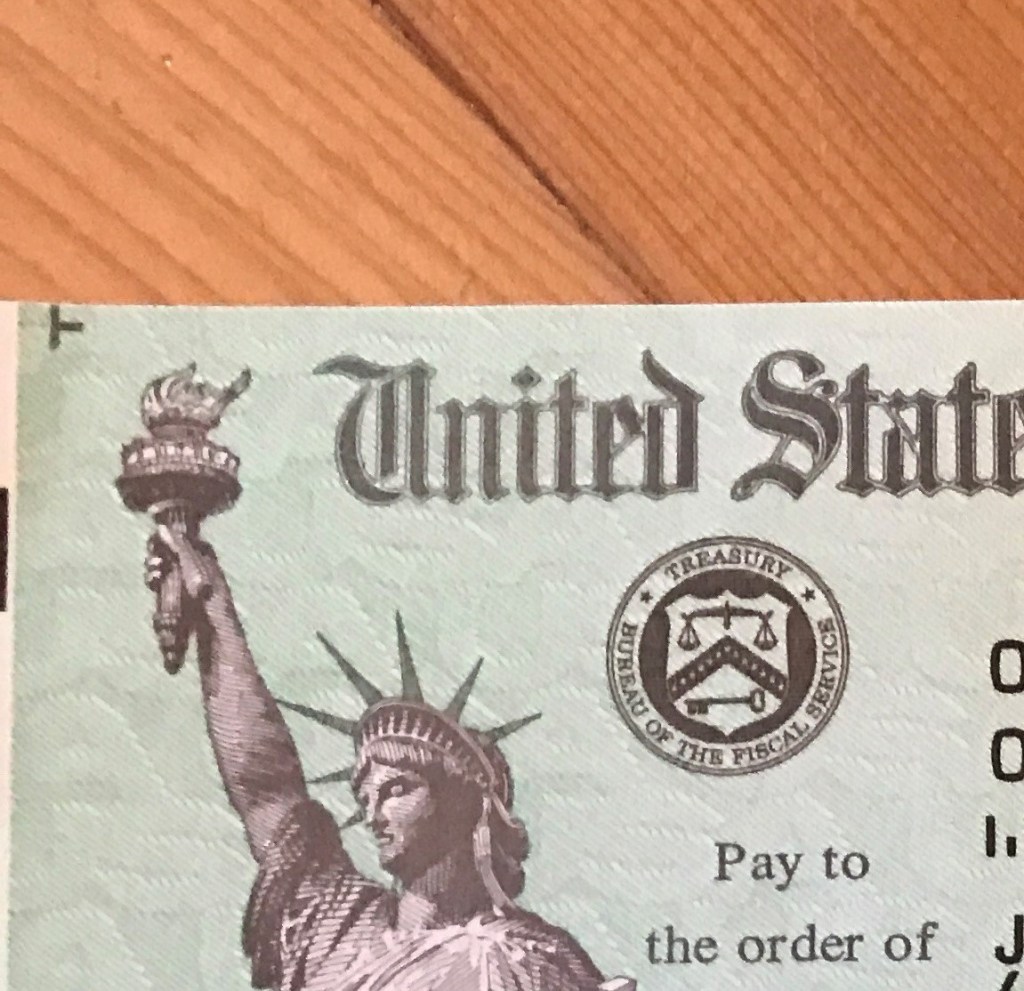 United State
TREASURY
BUREAU OF THE FISCAL SERVICE
Pay to
the order of